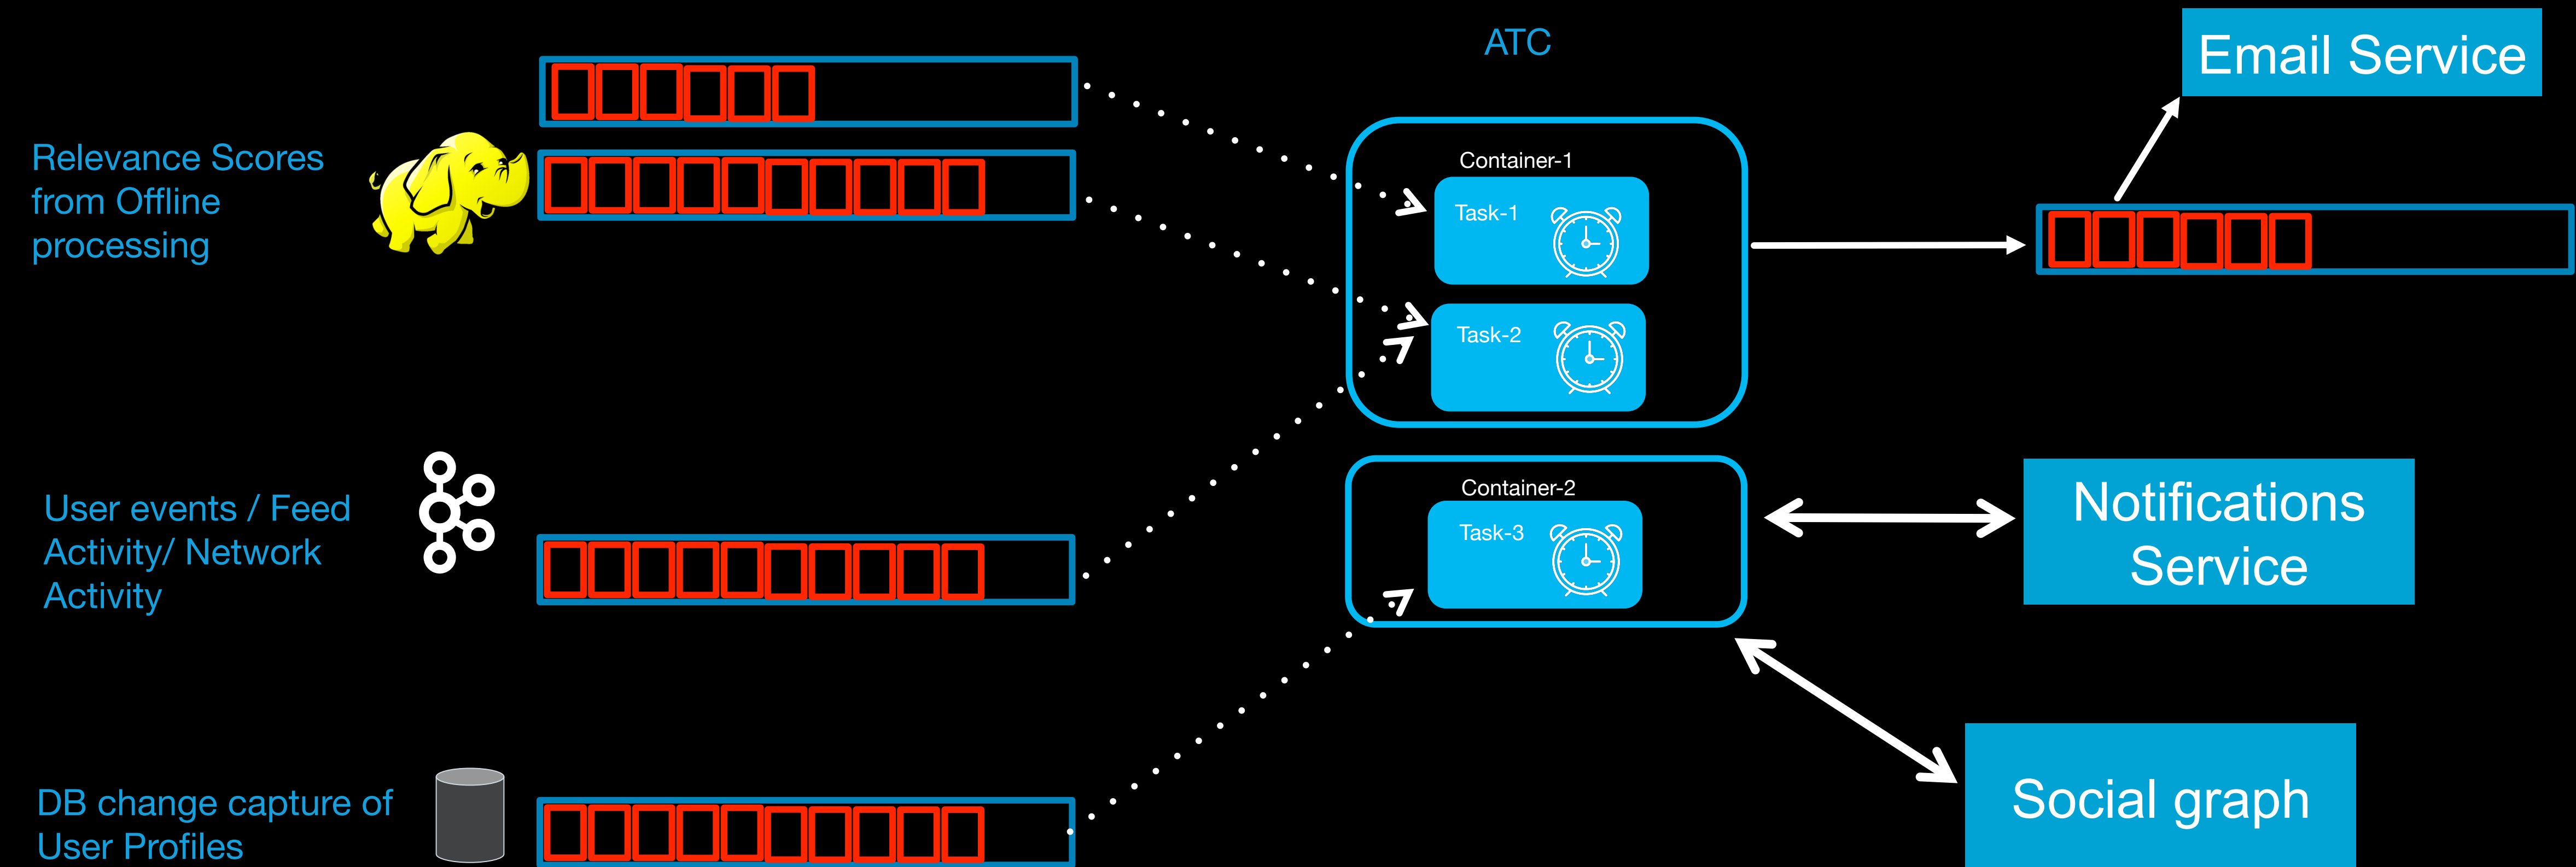 ATC
Email Service
Relevance Scores
from Offline
processing
Container-1
Task-1
Task-2
User events / Feed
Activity/ Network
Activity
Container-2
Task-3
Notifications
Service
DB change capture of
User Profiles
Social graph